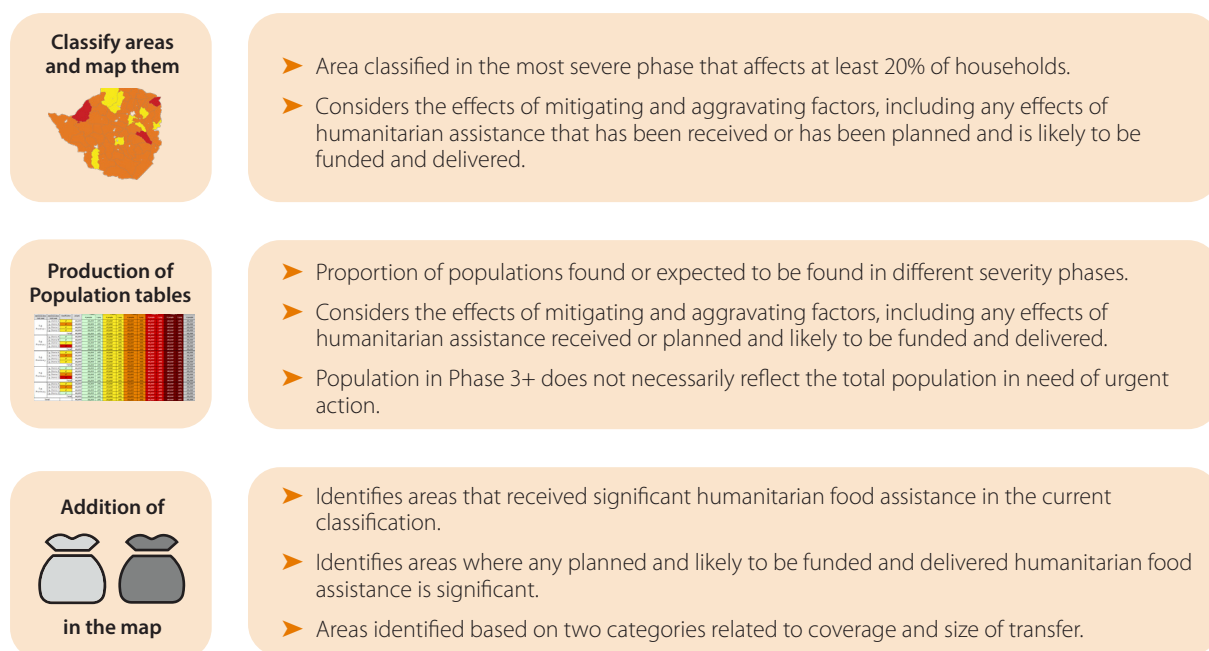 Classify areas
and map them
➤ Area classified in the most severe phase that affects at least 20% of households.
➤ Considers the effects of mitigating and aggravating factors, including any effects of
humanitarian assistance that has been received or has been planned and is likely to be
funded and delivered.
Production of
Population tables
➤ Proportion of populations found or expected to be found in different severity phases.
➤ Considers the effects of mitigating and aggravating factors, including any effects of
humanitarian assistance received or planned and likely to be funded and delivered.
➤ Population in Phase 3+ does not necessarily reflect the total population in need of urgent
action.
Addition of
in the map
➤ Identifies areas that received significant humanitarian food assistance in the current
classification.
➤ Identifies areas where any planned and likely to be funded and delivered humanitarian food
assistance is significant.
➤ Areas identified based on two categories related to coverage and size of transfer.